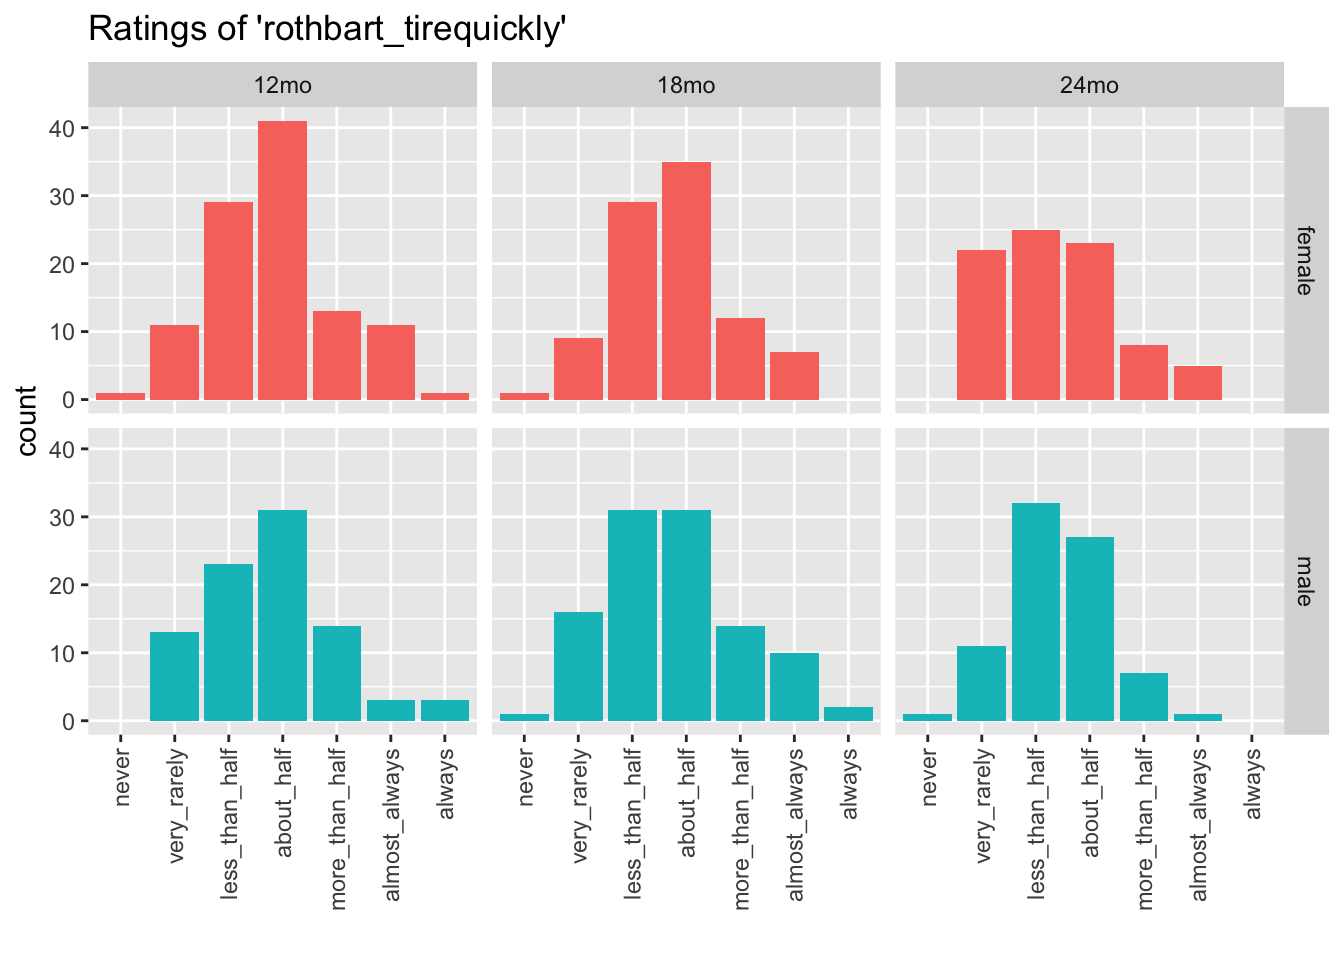 Ratings of 'rothbart_tirequickly'
12mo 18mo 24mo
40
30
20
10
0
female
count
40
30
20
10
0
male
never very_rarely less_than_half about_half more_than_half almost_always always never very_rarely less_than_half about_half more_than_half almost_always always never very_rarely less_than_half about_half more_than_half almost_always always